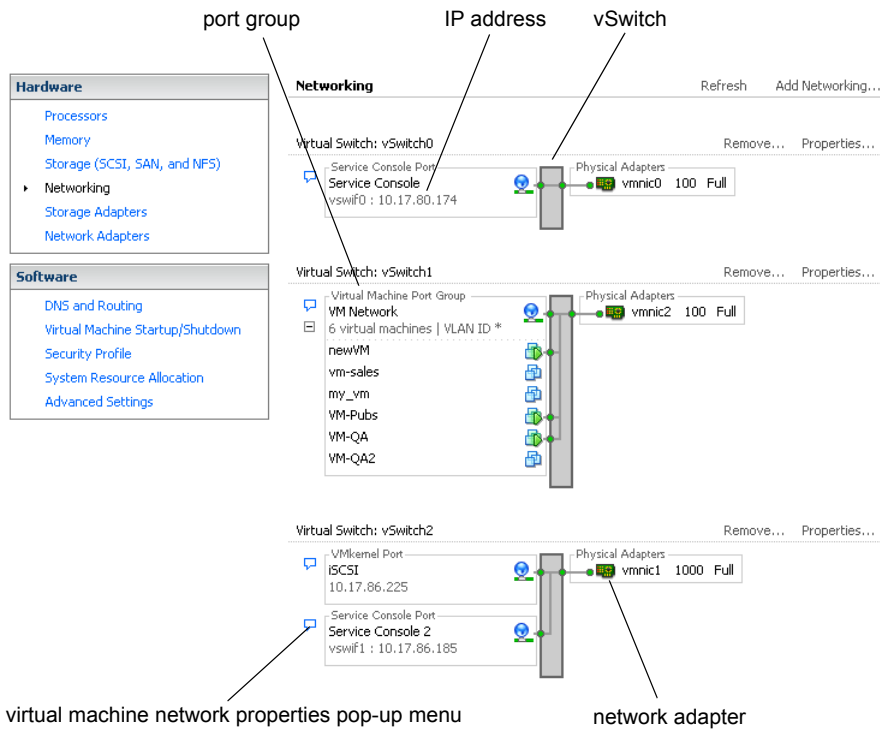 port group IP address vSwitch
Hardware
Processors
Memory
Storage (SCSI, SAN, and NFS)
Networking
Storage Adapters
Network Adapters
Software
DNS and Routing
Virtual Machine Startup/Shutdown
Security Profile
System Resource Allocation
Advanced Settings
Networking Refresh Add Networking...
Virtual Switch: vSwitch0 Remove... Properties...
Service Console Port Physical Adapters
Service Console vmnic0 100 Full
vswif0 : 10.17.80.174
Virtual Switch: vSwitch1 Remove... Properties...
Virtual Machine Port Group Physical Adapters
VM Network vmnic2 100 Full
6 virtual machines | VLAN ID *
newVM
vm-sales
my_vm
VM-Pubs
VM-QA
VM-QA2
Virtual Switch: vSwitch2 Remove... Properties...
VMkernel Port Physical Adapters
iSCSI vmnic1 1000 Full
10.17.86.225
Service Console Port
Service Console 2
vswif1 : 10.17.86.185
virtual machine network properties pop-up menu network adapter